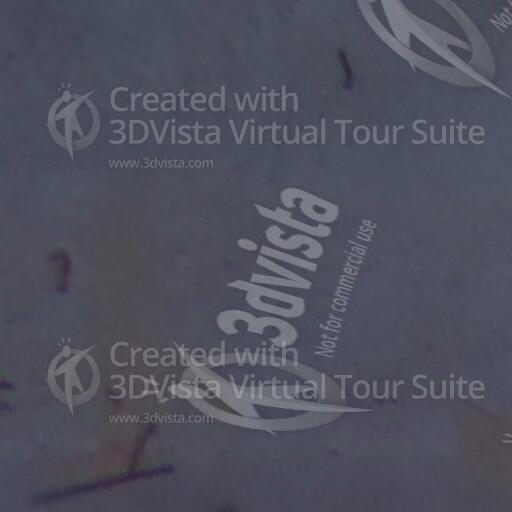 Not
Created with
3DVista Virtual Tour Suite
www.3dvista.com
3dvista
Not for commercial use
Created with
3DVista Virtual Tour Suite
www.3dvista.com